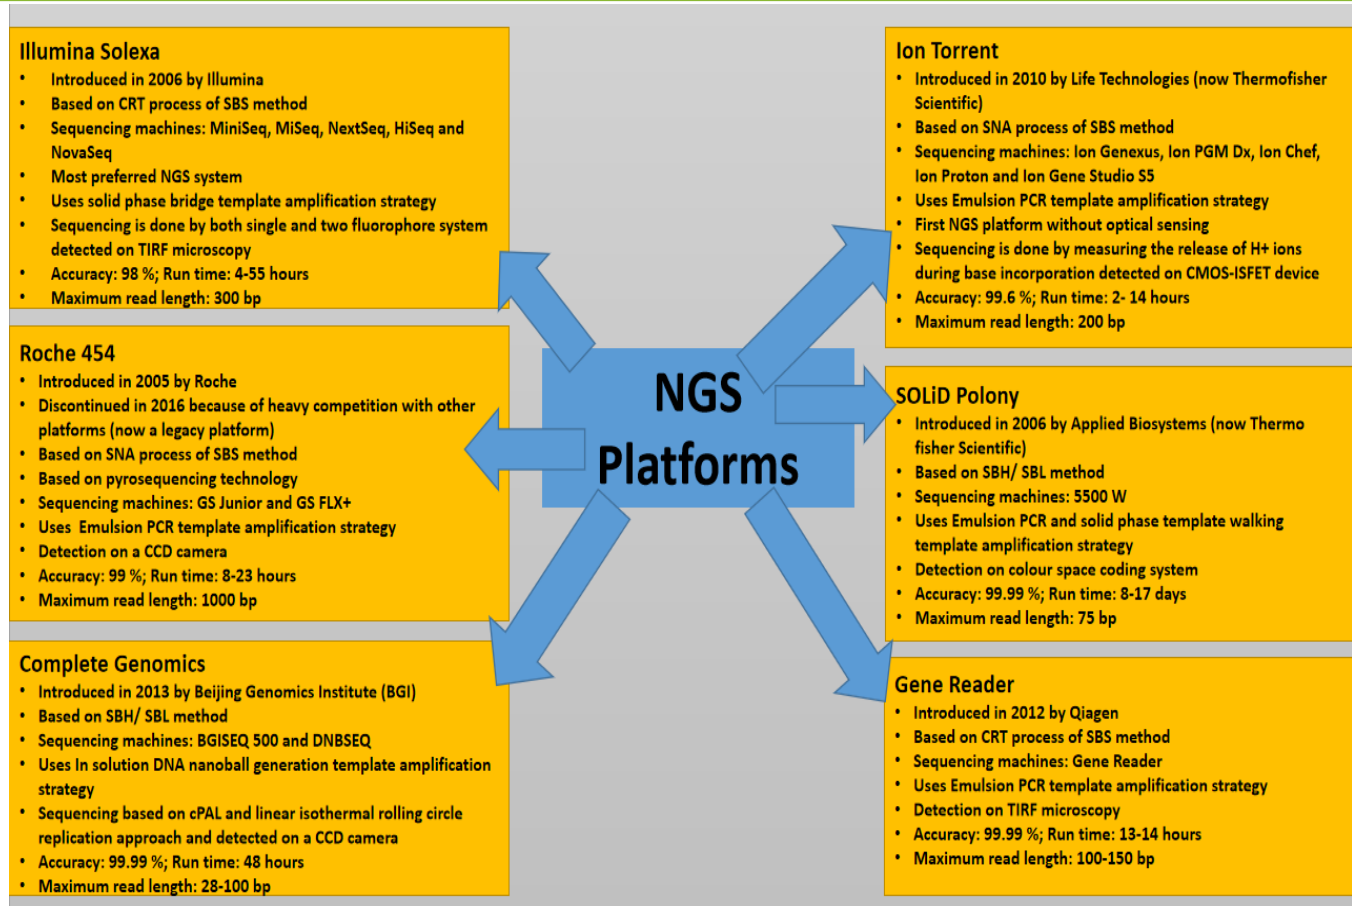 Illumina Solexa
• Introduced in 2006 by Illumina
• Based on CRT process of SBS method
• Sequencing machines: MiniSeq, MiSeq, NextSeq, HiSeq and
NovaSeq
• Most preferred NGS system
• Uses solid phase bridge template amplification strategy
• Sequencing is done by both single and two fluorophore system
detected on TIRF microscopy
• Accuracy: 98 %; Run time: 4-55 hours
• Maximum read length: 300 bp
Roche 454
• Introduced in 2005 by Roche
• Discontinued in 2016 because of heavy competition with other
platforms (now a legacy platform)
• Based on SNA process of SBS method
• Based on pyrosequencing technology
• Sequencing machines: GS Junior and GS FLX+
• Uses Emulsion PCR template amplification strategy
• Detection on a CCD camera
• Accuracy: 99 %; Run time: 8-23 hours
• Maximum read length: 1000 bp
Complete Genomics
• Introduced in 2013 by Beijing Genomics Institute (BGI)
• Based on SBH/ SBL method
• Sequencing machines: BGISEQ 500 and DNBSEQ
• Uses In solution DNA nanoball generation template amplification
strategy
• Sequencing based on cPAL and linear isothermal rolling circle
replication approach and detected on a CCD camera
• Accuracy: 99.99 %; Run time: 48 hours
• Maximum read length: 28-100 bp
NGS
Platforms
Ion Torrent
• Introduced in 2010 by Life Technologies (now Thermofisher
Scientific)
• Based on SNA process of SBS method
• Sequencing machines: Ion Genexus, Ion PGM Dx, Ion Chef,
Ion Proton and Ion Gene Studio S5
• Uses Emulsion PCR template amplification strategy
• First NGS platform without optical sensing
• Sequencing is done by measuring the release of H+ ions
during base incorporation detected on CMOS-ISFET device
• Accuracy: 99.6 %; Run time: 2- 14 hours
• Maximum read length: 200 bp
SOLiD Polony
• Introduced in 2006 by Applied Biosystems (now Thermo
fisher Scientific)
• Based on SBH/ SBL method
• Sequencing machines: 5500 W
• Uses Emulsion PCR and solid phase template walking
template amplification strategy
• Detection on colour space coding system
• Accuracy: 99.99 %; Run time: 8-17 days
• Maximum read length: 75 bp
Gene Reader
• Introduced in 2012 by Qiagen
• Based on CRT process of SBS method
• Sequencing machines: Gene Reader
• Uses Emulsion PCR template amplification strategy
• Detection on TIRF microscopy
• Accuracy: 99.99 %; Run time: 13-14 hours
• Maximum read length: 100-150 bp